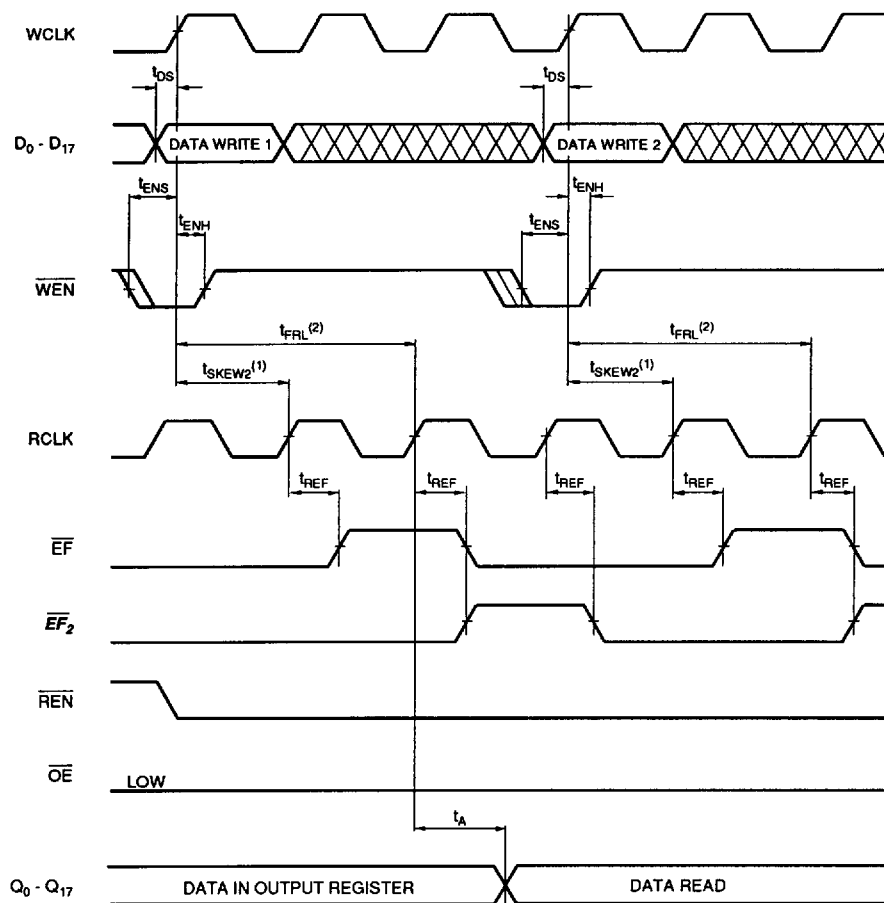 WCLK
tDS tDS
D0 - D17 DATA WRITE 1 DATA WRITE 2
tENS tENH
tENH tENS
WEN
tFRL(2) tFRL(2)
tSKEW2(1) tSKEW2(1)
RCLK
tREF tREF tREF tREF tREF
EF
EF2
REN
OE LOW
tA
Q0 - Q17 DATA IN OUTPUT REGISTER DATA READ